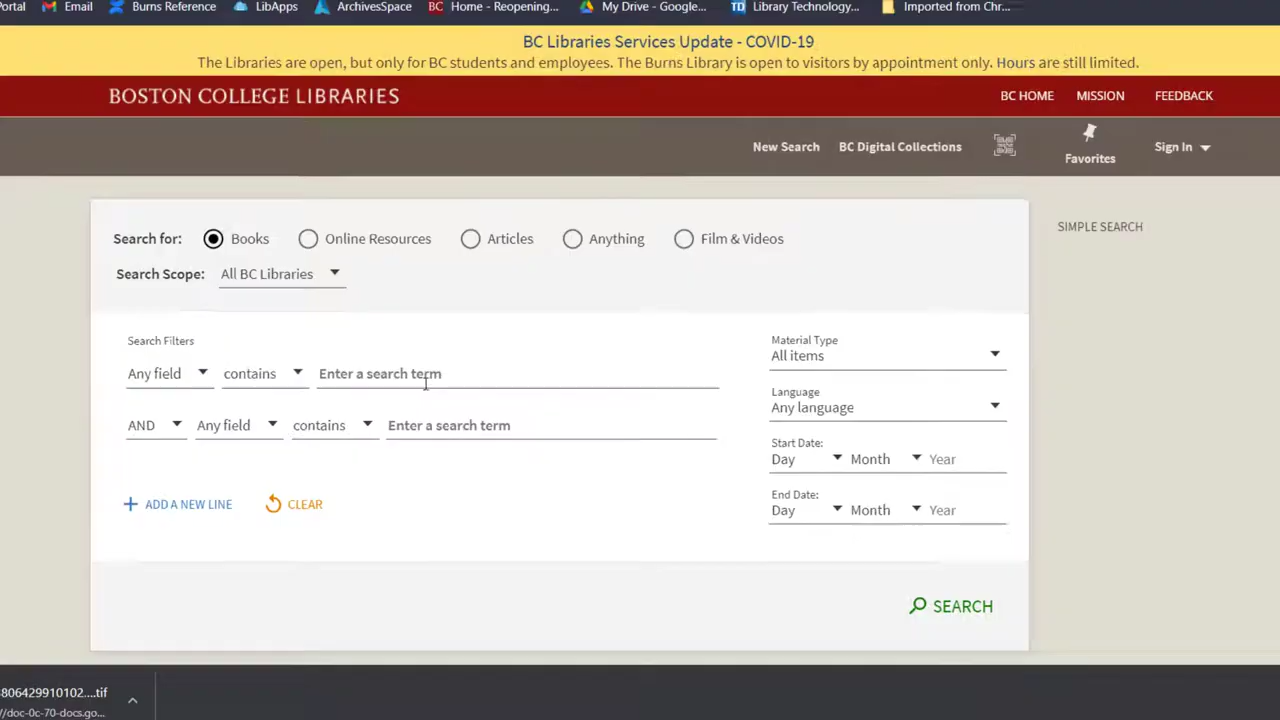 Portal Email Burns Reference LibApps ArchivesSpace Home - Reopening... My Drive - Google... Library Technology... Imported from Chr...
BC Libraries Services Update - COVID-19
The Libraries are open, but only for BC students and employees. The Burns Library is open to visitors by appointment only. Hours are still limited.
BOSTON COLLEGE LIBRARIES BC HOME MISSION FEEDBACK
New Search BC Digital Collections Favorites Sign In
Search for: Books Online Resources Articles Anything Film & Videos
SIMPLE SEARCH
Search Scope: All BC Libraries
Search Filters
Any field contains Enter a search term
AND Any field contains Enter a search term
+ ADD A NEW LINE CLEAR
Material Type
All items
Language
Any language
Start Date:
Day Month Year
End Date:
Day Month Year
SEARCH
806429910102....tif
//doc-0c-70-docs.go...